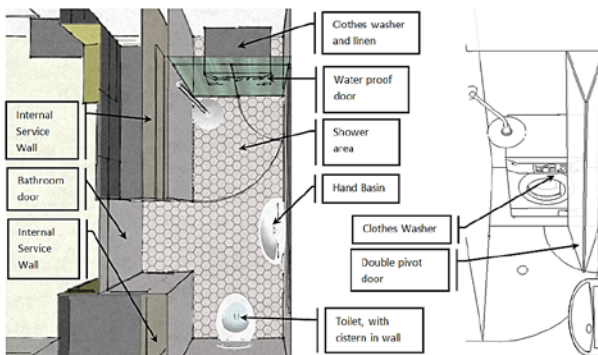 Clothes washer
and linen
Water proof
door
Shower
area
Hand Basin
Toilet, with
cistern in wall
Internal
Service
Wall
Bathroom
door
Internal
Service
Wall
Clothes Washer
Double pivot
door